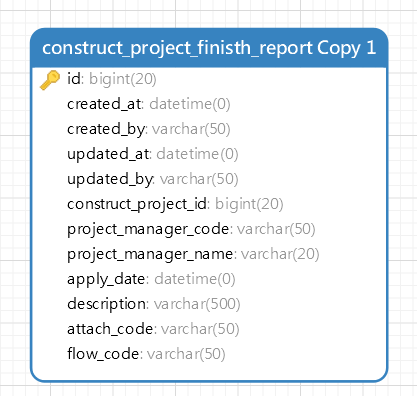 construct_project_finisth_report Copy 1
id: bigint(20)
created_at: datetime(0)
created_by: varchar(50)
updated_at: datetime(0)
updated_by: varchar(50)
construct_project_id: bigint(20)
project_manager_code: varchar(50)
project_manager_name: varchar(20)
apply_date: datetime(0)
description: varchar(500)
attach_code: varchar(50)
flow_code: varchar(50)